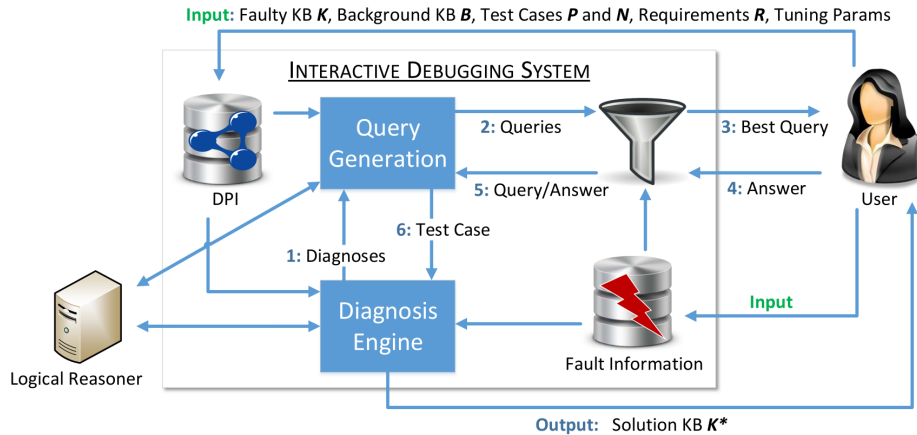 Input: Faulty KB K, Background KB B, Test Cases P and N, Requirements R, Tuning Params
INTERACTIVE DEBUGGING SYSTEM
Query
Generation
2: Queries
3: Best Query
5: Query/Answer
4: Answer
DPI
User
6: Test Case
1: Diagnoses
Diagnosis
Engine
Input
Fault Information
Logical Reasoner
Output: Solution KB K*